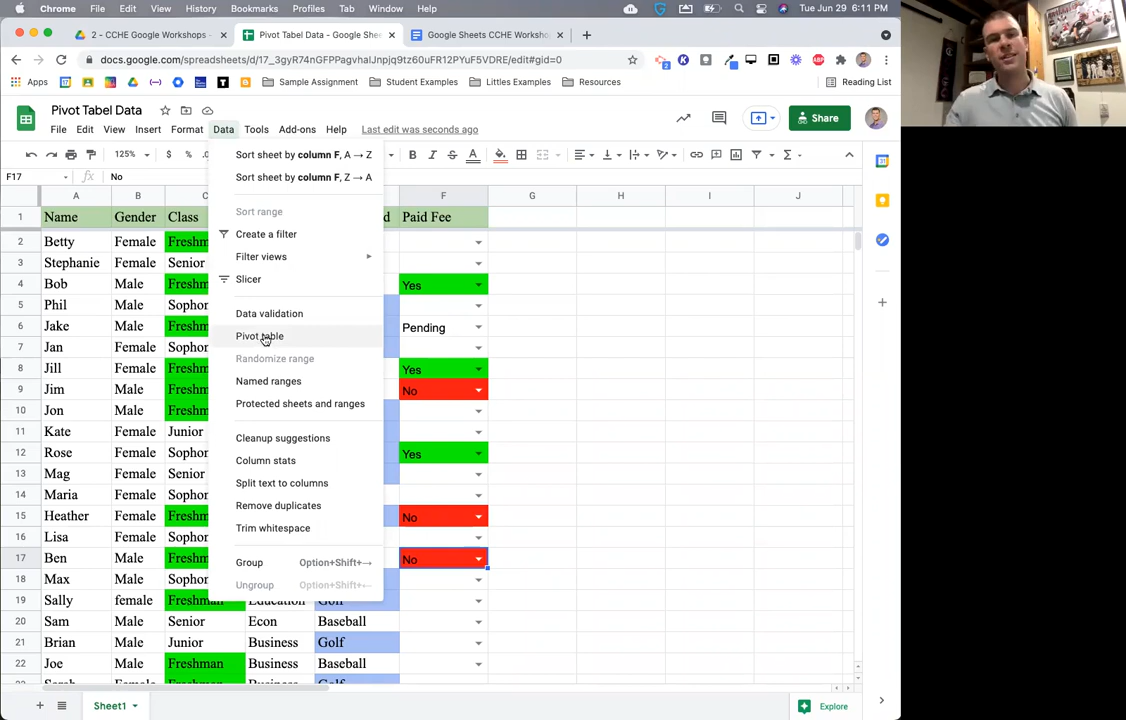 Chrome File Edit View History Bookmarks Profiles Tab Window Help Tue Jun 29 6:11 PM
2 - CCHE Google Workshops - Pivot Tabel Data - Google Shee Google Sheets CCHE Worksho
docs.google.com/spreadsheets/d/17_3gyR74nGFPPagvhaIJnpjq9tz60uFR12PYuF5VDRE/edit#gid=0
Apps Sample Assignment Student Examples Littles Examples Resources Reading List
Pivot Tabel Data
File Edit View Insert Format Data Tools Add-ons Help Last edit was seconds ago
Share
125% $ % .0
F17 fx No
A B C F G H I J
1 Name Gender Class d Paid Fee
2 Betty Female Freshm
3 Stephanie Female Senior
4 Bob Male Freshm Yes
5 Phil Male Sophor
6 Jake Male Freshm Pending
7 Jan Female Sophor
8 Jill Female Freshm Yes
9 Jim Male Freshm No
10 Jon Male Freshm
11 Kate Female Junior
12 Rose Female Sophor Yes
13 Mag Female Senior
14 Maria Female Sophor
15 Heather Female Freshm No
16 Lisa Female Sophor
17 Ben Male Freshm No
18 Max Male Sophor
19 Sally female Freshman Education Golf
20 Sam Male Senior Econ Baseball
21 Brian Male Junior Business Golf
22 Joe Male Freshman Business Baseball
Sort sheet by column F, A → Z
Sort sheet by column F, Z → A
Sort range
Create a filter
Filter views
Slicer
Data validation
Pivot table
Randomize range
Named ranges
Protected sheets and ranges
Cleanup suggestions
Column stats
Split text to columns
Remove duplicates
Trim whitespace
Group Option+Shift+→
Ungroup Option+Shift+←
Sheet1
Explore